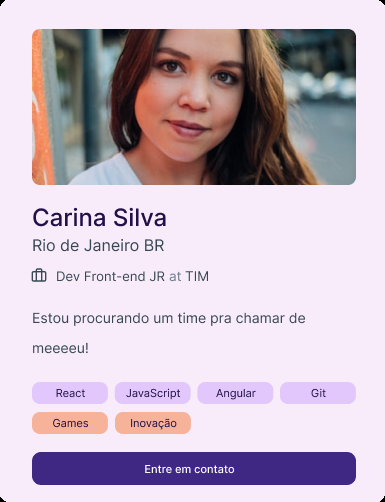 Carina Silva
Rio de Janeiro BR
Dev Front-end JR at TIM
Estou procurando um time pra chamar de
meeeeu!
React JavaScript Angular Git
Games Inovação
Entre em contato